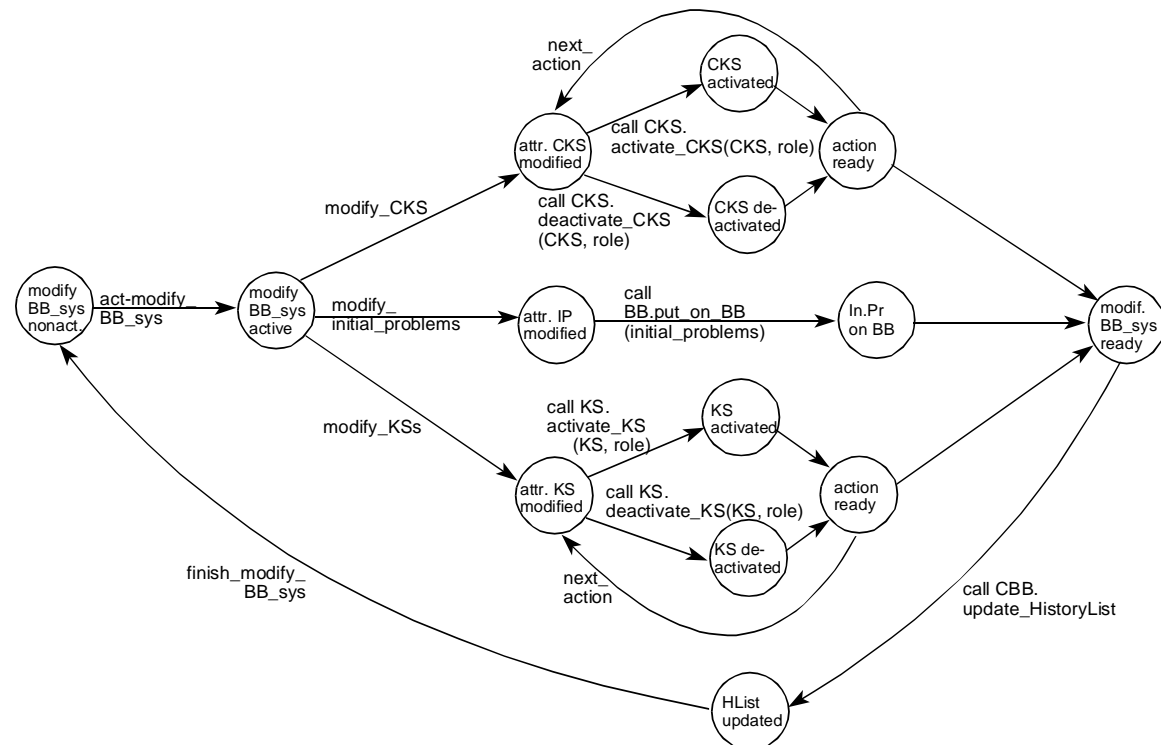 next_
action
CKS
activated
call CKS.
activate_CKS(CKS, role)
attr. CKS
modified
action
ready
call CKS.
deactivate_CKS
(CKS, role)
CKS de-
activated
modify_CKS
modify
BB_sys
nonact.
act-modify_
BB_sys
modify
BB_sys
active
modify_
initial_problems
attr. IP
modified
call
BB.put_on_BB
(initial_problems)
In.Pr
on BB
modif.
BB_sys
ready
modify_KSs
call KS.
activate_KS
(KS, role)
KS
activated
attr. KS
modified
call KS.
deactivate_KS(KS, role)
action
ready
KS de-
activated
next_
action
finish_modify_
BB_sys
call CBB.
update_HistoryList
HList
updated